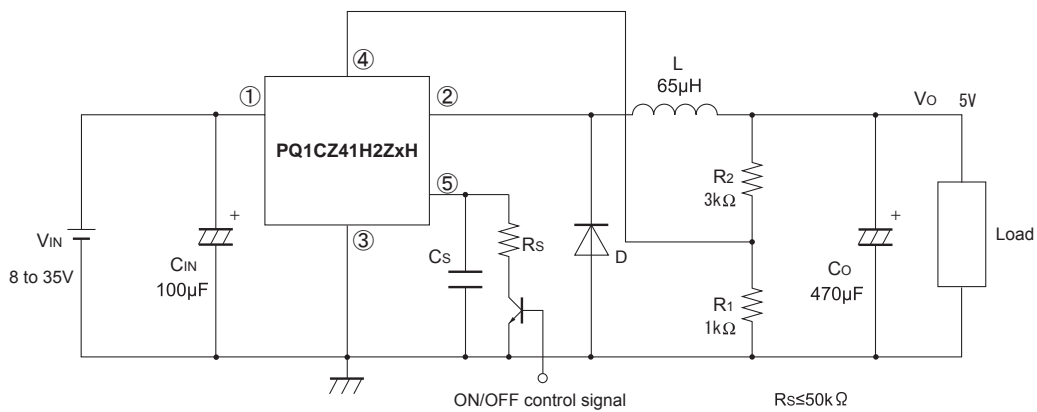 ④
L
65μH
①
②
VO 5V
PQ1CZ41H2ZxH
⑤
R2
3kΩ
+
+
③
VIN
CS
RS
D
Load
8 to 35V
CIN
100μF
CO
470μF
R1
1kΩ
ON/OFF control signal
RS≤50kΩ